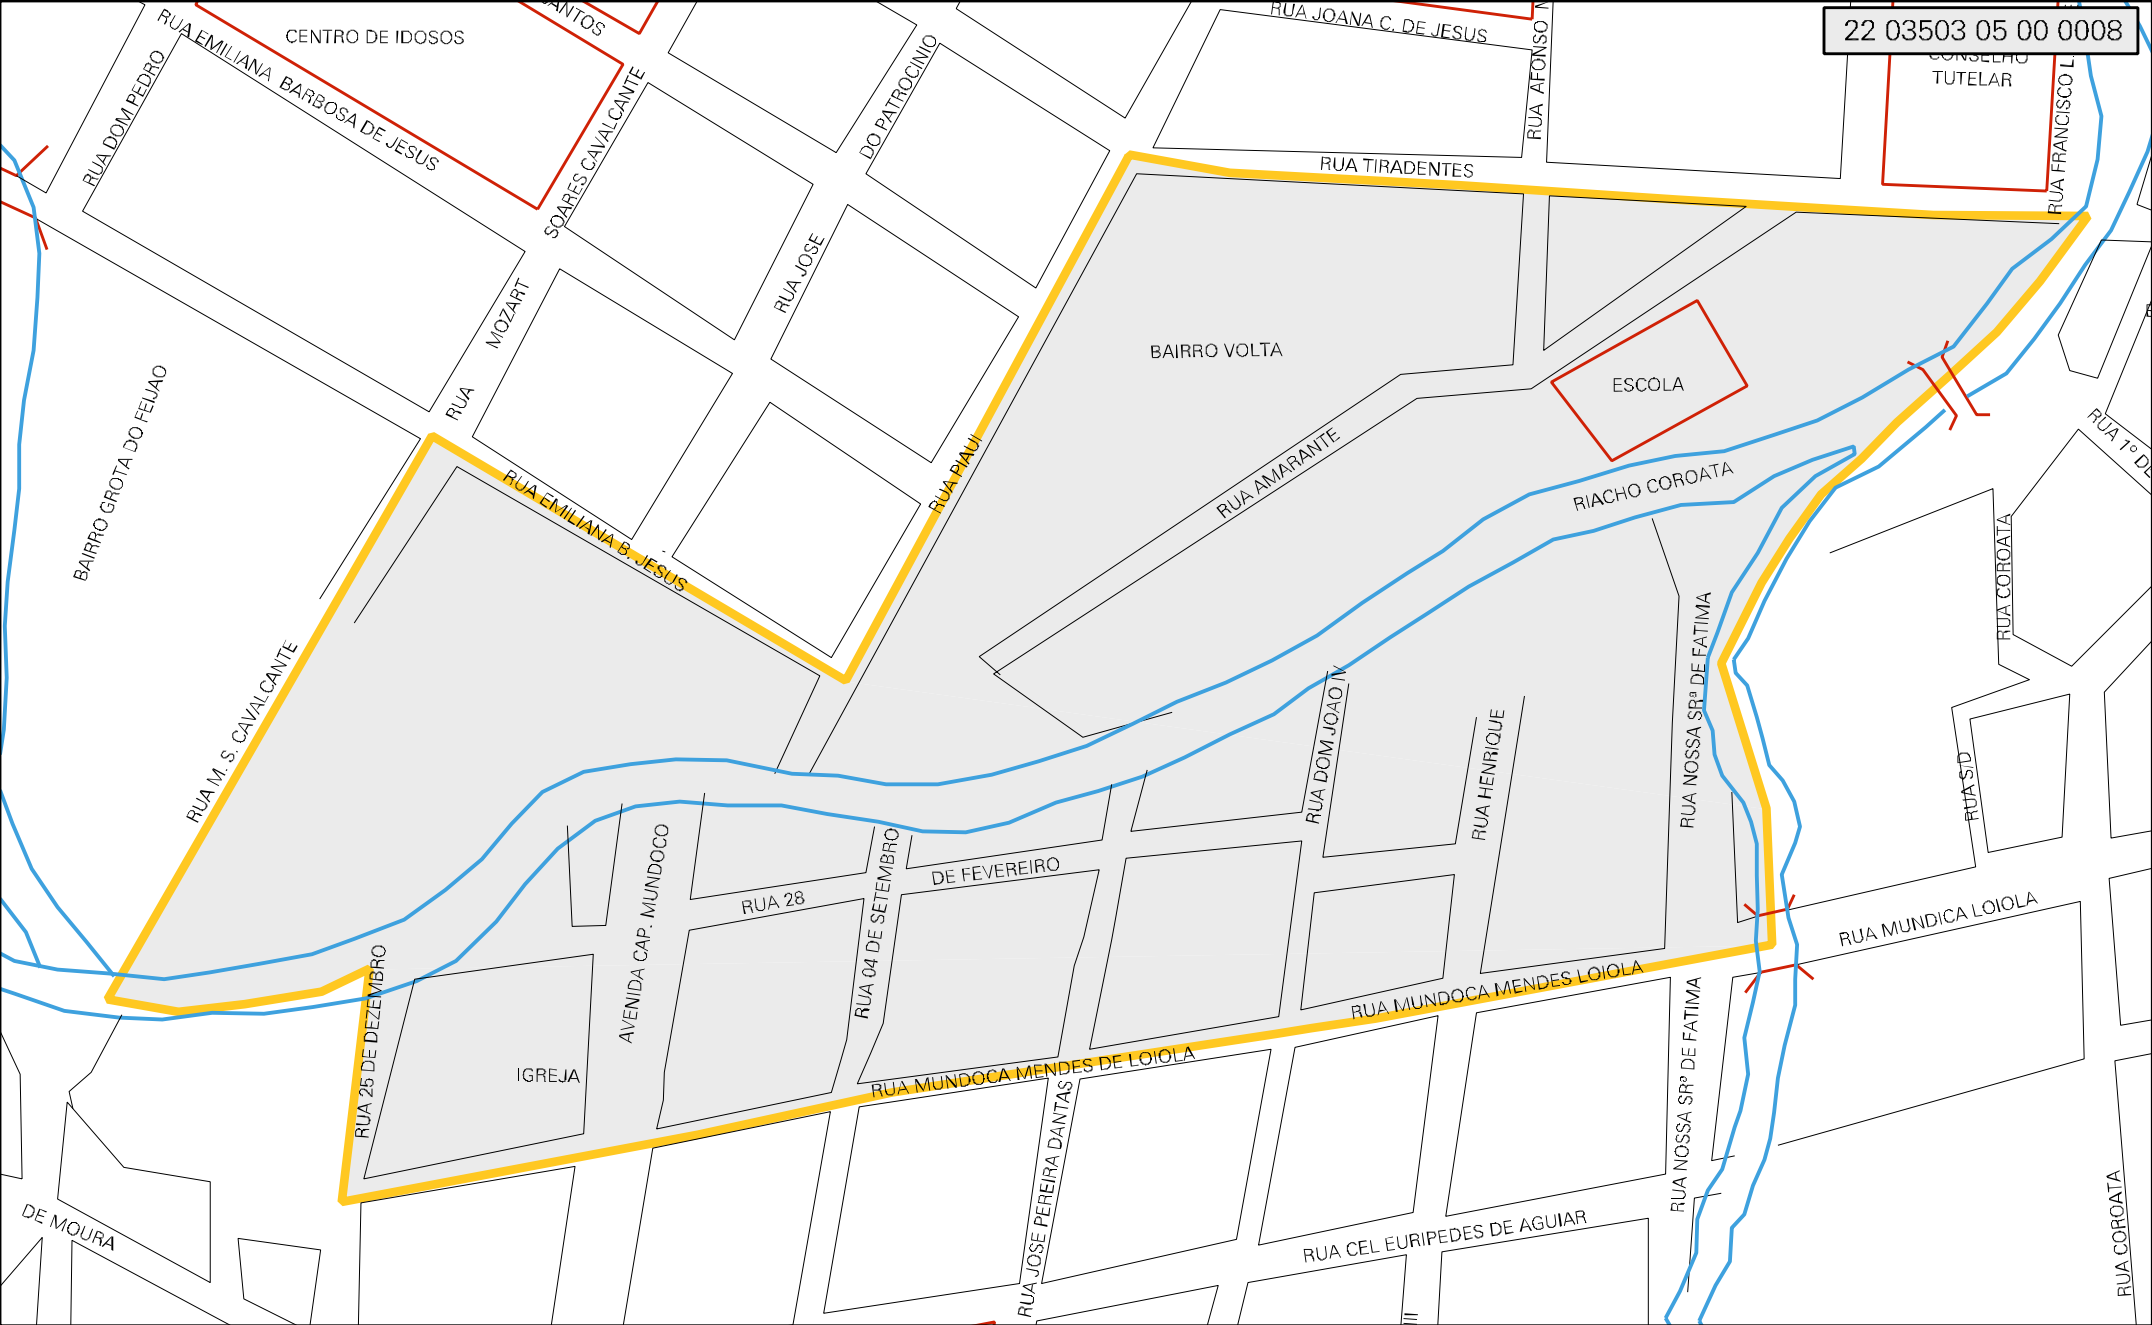 22 03503 05 00 0008
CENTRO DE IDOSOS
RUA JOANA C. DE JESUS
RUA EMILIANA BARBOSA DE JESUS
RUA DOM PEDRO
SOARES CAVALCANTE
MOZART
RUA
DO PATROCINIO
RUA JOSE
RUA AFONSO
CONSELHO
TUTELAR
RUA FRANCISCO
RUA TIRADENTES
BAIRRO VOLTA
ESCOLA
BAIRRO GROTA DO FEIJAO
RUA PIAUI
RUA AMARANTE
RIACHO COROATA
RUA 1º DE
RUA EMILIANA B. JESUS
RUA COROATA
RUA M. S. CAVALCANTE
RUA NOSSA SRª DE FATIMA
RUA DOM JOAO IV
RUA HENRIQUE
RUA S/D
AVENIDA CAP. MUNDOCO
RUA 28
DE FEVEREIRO
RUA 04 DE SETEMBRO
RUA MUNDICA LOIOLA
RUA 25 DE DEZEMBRO
IGREJA
RUA MUNDOCA MENDES LOIOLA
RUA MUNDOCA MENDES DE LOIOLA
RUA NOSSA SRª DE FATIMA
RUA JOSE PEREIRA DANTAS
DE MOURA
RUA CEL EURIPEDES DE AGUIAR
RUA COROATA